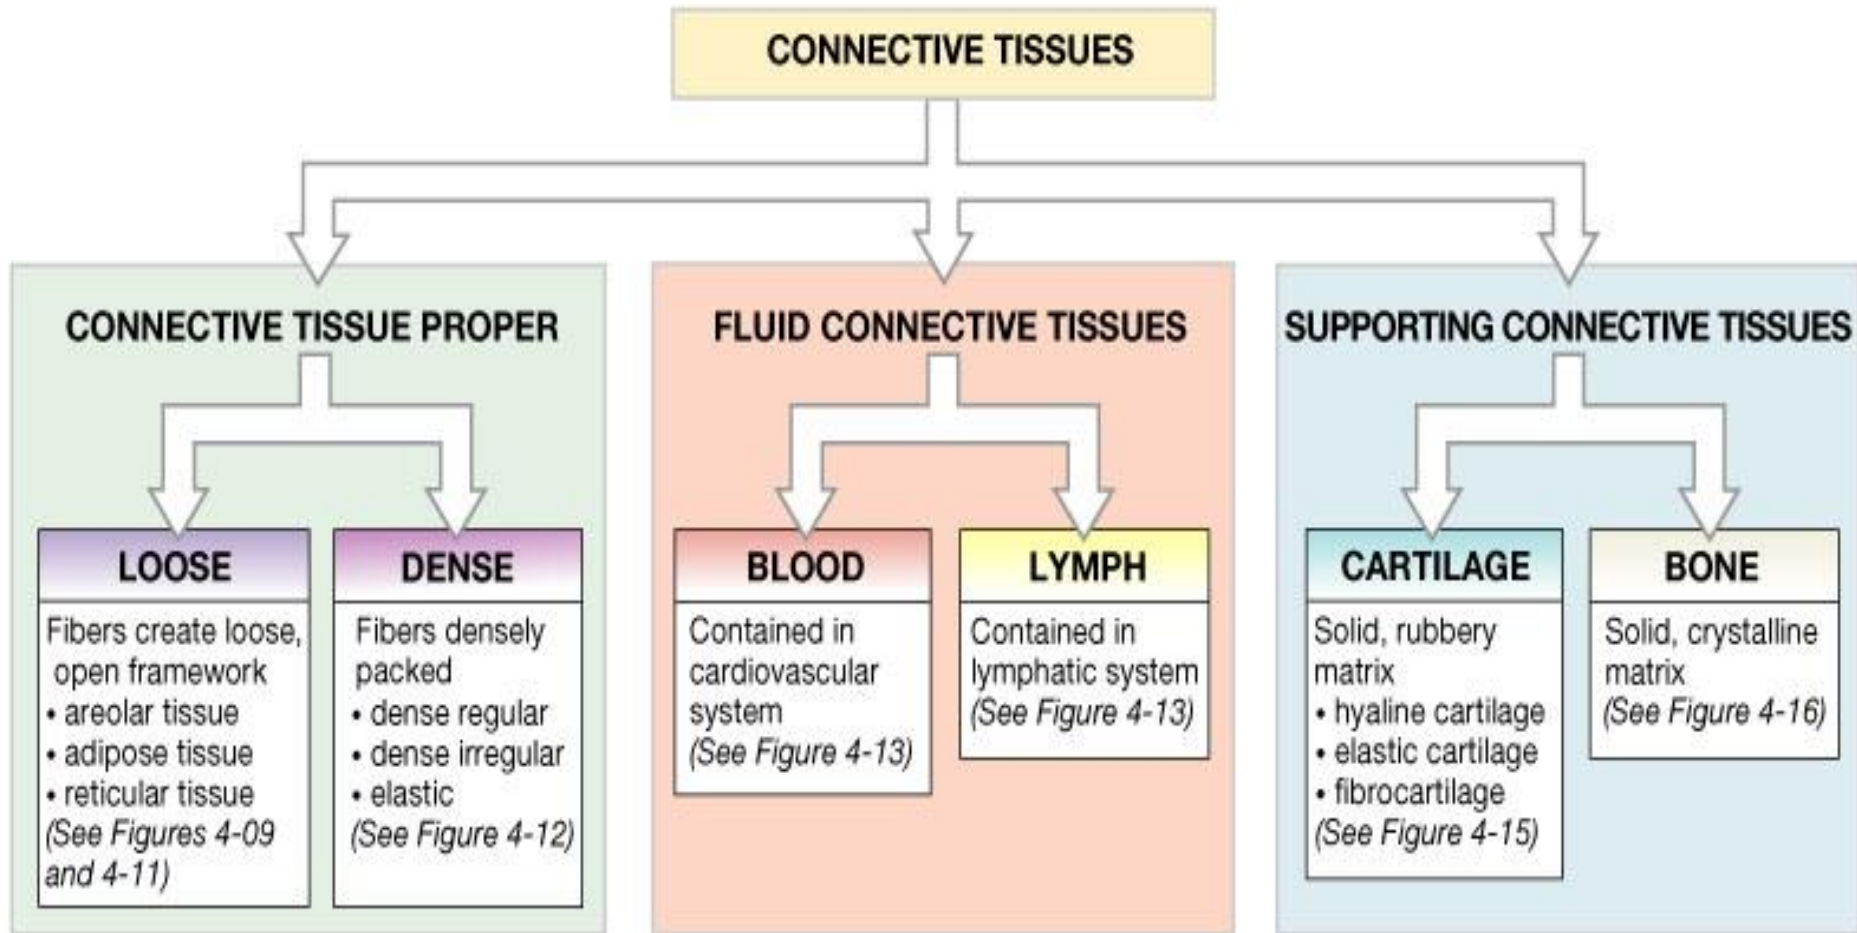 CONNECTIVE TISSUES
CONNECTIVE TISSUE PROPER
LOOSE
Fibers create loose,
open framework
• areolar tissue
• adipose tissue
• reticular tissue
(See Figures 4-09
and 4-11)
DENSE
Fibers densely
packed
• dense regular
• dense irregular
• elastic
(See Figure 4-12)
FLUID CONNECTIVE TISSUES
BLOOD
Contained in
cardiovascular
system
(See Figure 4-13)
LYMPH
Contained in
lymphatic system
(See Figure 4-13)
SUPPORTING CONNECTIVE TISSUES
CARTILAGE
Solid, rubbery
matrix
• hyaline cartilage
• elastic cartilage
• fibrocartilage
(See Figure 4-15)
BONE
Solid, crystalline
matrix
(See Figure 4-16)